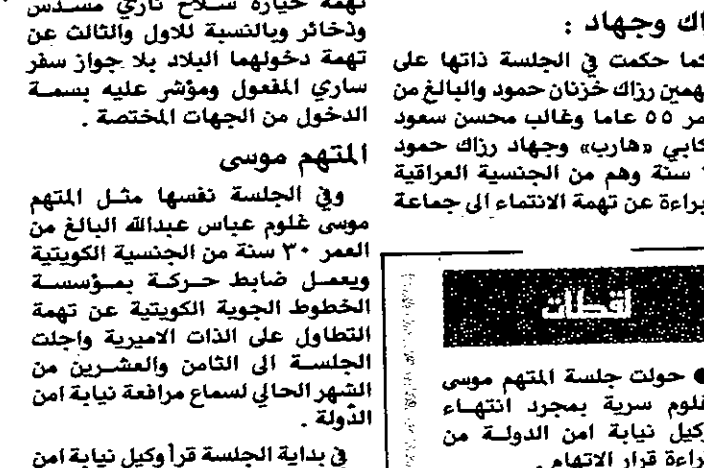 راك وجهاد :
كما حكمت في الجلسة ذاتها على
همين رزاك خزنان حمود والبالغ من
مر ٥٥ عاما وغالب محسن سعود
كابي «هارب» وجهاد رزاك حمود
سنة وهم من الجنسية العراقية
براءة عن تهمة الانتماء الى جماعة
لقطات
● حولت جلسة المتهم موسى
غلوم سرية بمجرد انتهاء
وكيل نيابة امن الدولة من
قراءة قرار الاتهام .
تهمة حيازة سلاح ناري مسدس
وذخائر وبالنسبة للاول والثالث عن
تهمة دخولهما البلاد بلا جواز سفر
ساري المفعول ومؤشر عليه بسمة
الدخول من الجهات المختصة .
المتهم موسى
وفي الجلسة نفسها مثل المتهم
موسى غلوم عباس عبدالله البالغ من
العمر ٣٠ سنة من الجنسية الكويتية
ويعمل ضابط حركة بمؤسسة
الخطوط الجوية الكويتية عن تهمة
التطاول على الذات الاميرية واجلت
الجلسة الى الثامن والعشرين من
الشهر الحالي لسماع مرافعة نيابة امن
الدولة .
في بداية الجلسة قرأ وكيل نيابة امن